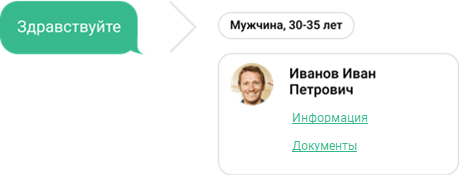 Здравствуйте
Мужчина, 30-35 лет
Иванов Иван
Петрович
Информация
Документы